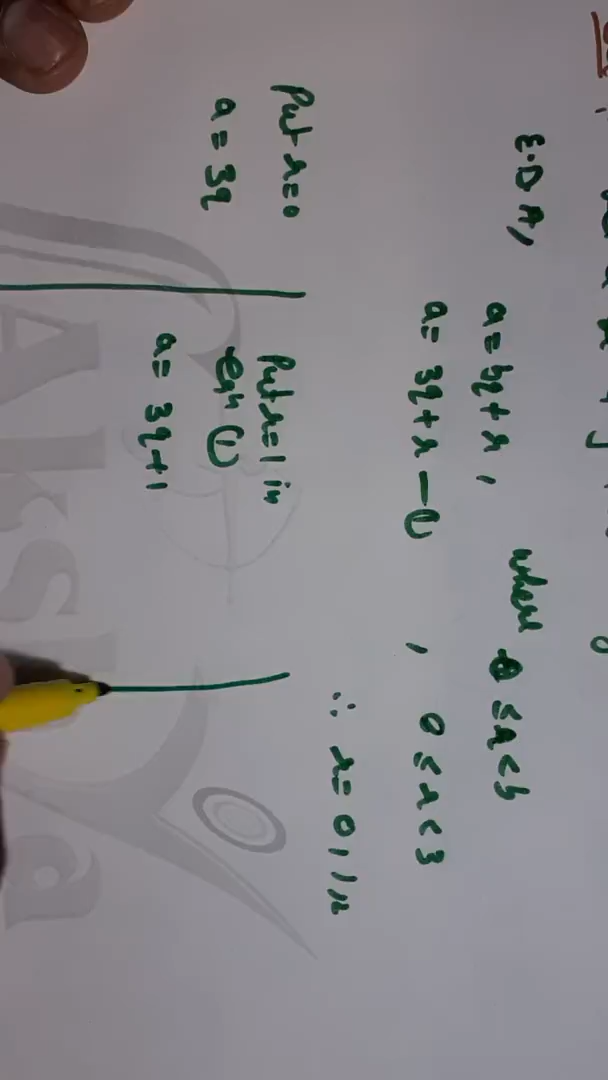 E.D A,
where 0 ≤ r < b
a = bq + r,
a = 3q + r — (1) , 0 ≤ r < 3
∴ r = 0, 1, 2
Put r=0
a = 3q
Put r=1 in
eqn (1)
a = 3q+1
Aksh
a